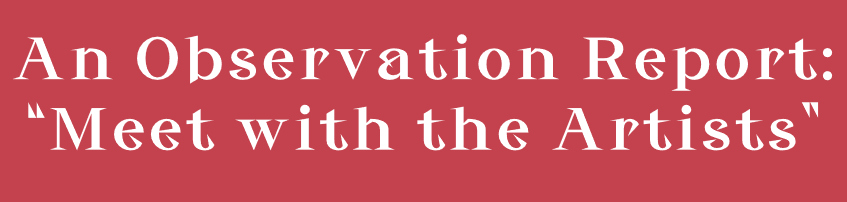 An Observation Report:
“Meet with the Artists”